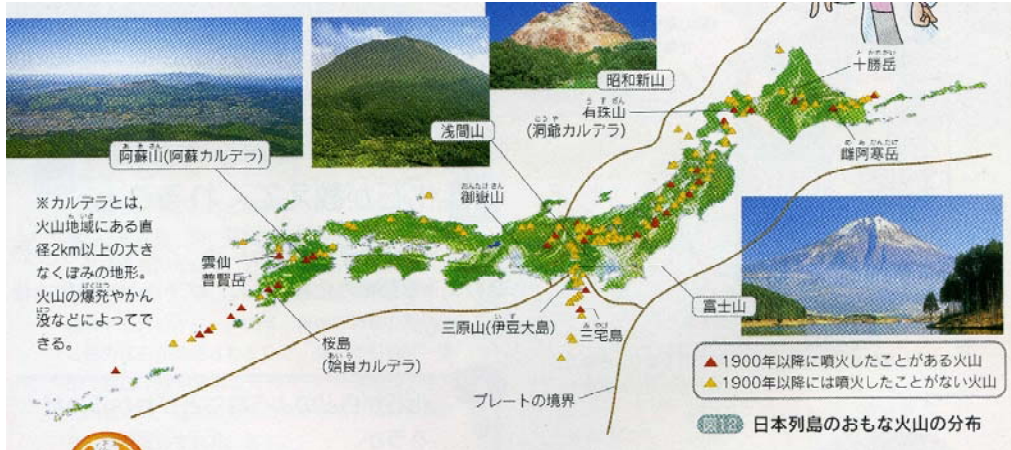 昭和新山
十勝岳
有珠山
(洞爺カルデラ)
浅間山
阿蘇山(阿蘇カルデラ)
雌阿寒岳
御嶽山
※カルデラとは、
火山地域にある直
径2km以上の大き
なくぼみの地形。
火山の爆発やかん
没などによってで
きる。
雲仙
普賢岳
富士山
三原山(伊豆大島)
三宅島
桜島
(姶良カルデラ)
プレートの境界
1900年以降に噴火したことがある火山
1900年以降には噴火したことがない火山
図12 日本列島のおもな火山の分布